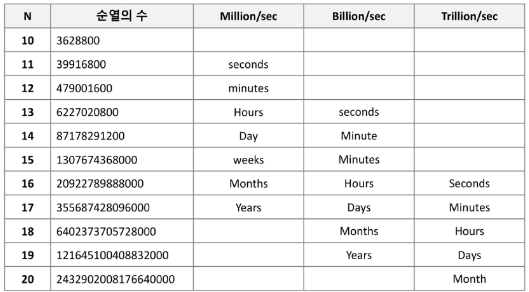 N 순열의 수 Million/sec Billion/sec Trillion/sec
10 3628800
11 39916800 seconds
12 479001600 minutes
13 6227020800 Hours seconds
14 87178291200 Day Minute
15 1307674368000 weeks Minutes
16 20922789888000 Months Hours Seconds
17 355687428096000 Years Days Minutes
18 6402373705728000 Months Hours
19 121645100408832000 Years Days
20 2432902008176640000 Month